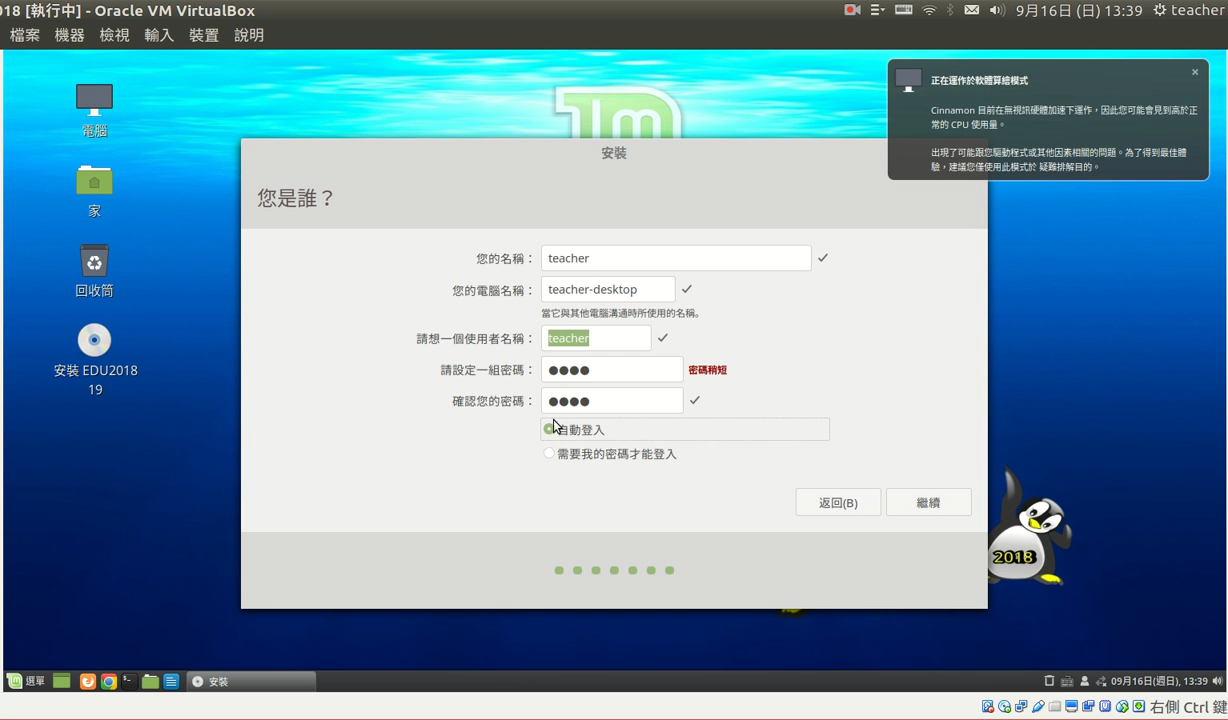 018 [執行中] - Oracle VM VirtualBox
9月16日 (日) 13:39 teacher
檔案 機器 檢視 輸入 裝置 說明
電腦
家
回收筒
安裝 EDU2018
19
正在運作於軟體算繪模式
Cinnamon 目前在無視訊硬體加速下運作，因此您可能會見到高於正
常的 CPU 使用量。
出現了可能跟您驅動程式或其他因素相關的問題。為了得到最佳體
驗，建議您僅使用此模式於 疑難排解目的。
安裝
您是誰？
您的名稱： teacher
您的電腦名稱： teacher-desktop
當它與其他電腦溝通時所使用的名稱。
請想一個使用者名稱： teacher
請設定一組密碼： ●●●● 密碼稍短
確認您的密碼： ●●●●
自動登入
需要我的密碼才能登入
返回(B) 繼續
2018
選單 安裝 09月16日(週日), 13:39
右側 Ctrl 鍵